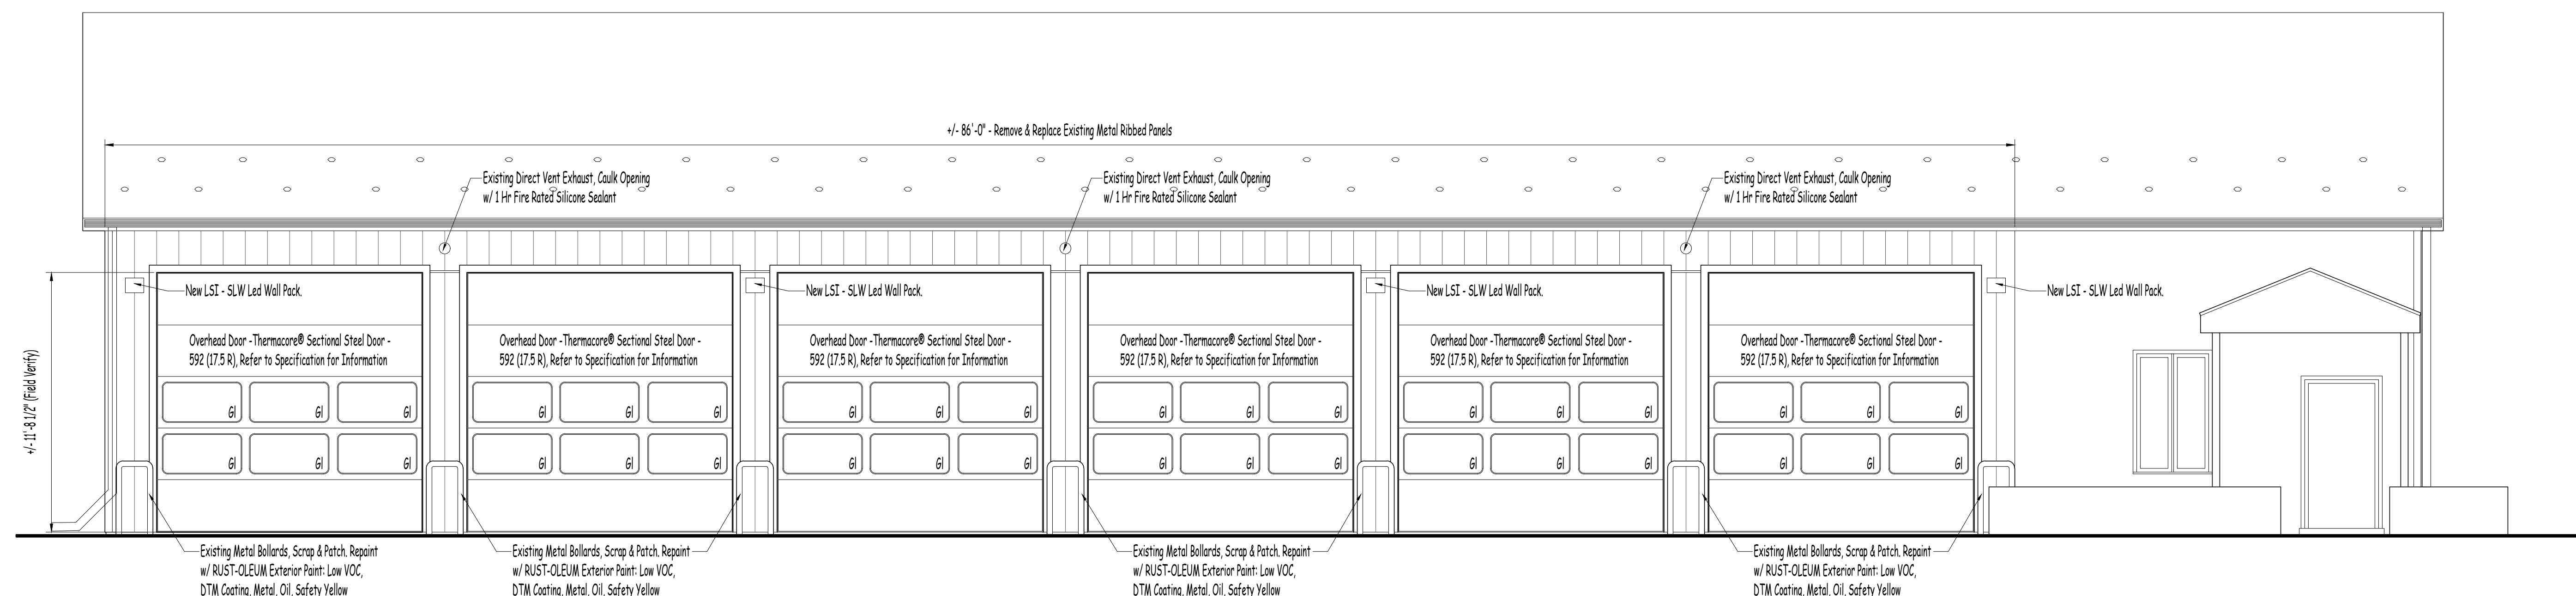 +/- 86'-0" - Remove & Replace Existing Metal Ribbed Panels
Existing Direct Vent Exhaust, Caulk Opening
w/ 1 Hr Fire Rated Silicone Sealant
Existing Direct Vent Exhaust, Caulk Opening
w/ 1 Hr Fire Rated Silicone Sealant
Existing Direct Vent Exhaust, Caulk Opening
w/ 1 Hr Fire Rated Silicone Sealant
New LSI - SLW Led Wall Pack.
New LSI - SLW Led Wall Pack.
New LSI - SLW Led Wall Pack.
New LSI - SLW Led Wall Pack.
+/- 11'-8 1/2" (Field Verify)
Overhead Door -Thermacore® Sectional Steel Door -
592 (17.5 R), Refer to Specification for Information
Overhead Door -Thermacore® Sectional Steel Door -
592 (17.5 R), Refer to Specification for Information
Overhead Door -Thermacore® Sectional Steel Door -
592 (17.5 R), Refer to Specification for Information
Overhead Door -Thermacore® Sectional Steel Door -
592 (17.5 R), Refer to Specification for Information
Overhead Door -Thermacore® Sectional Steel Door -
592 (17.5 R), Refer to Specification for Information
Overhead Door -Thermacore® Sectional Steel Door -
592 (17.5 R), Refer to Specification for Information
Gl Gl Gl Gl Gl Gl Gl Gl Gl Gl Gl Gl Gl Gl Gl Gl Gl Gl
Gl Gl Gl Gl Gl Gl Gl Gl Gl Gl Gl Gl Gl Gl Gl Gl Gl Gl
Existing Metal Bollards, Scrap & Patch. Repaint
w/ RUST-OLEUM Exterior Paint: Low VOC,
DTM Coating, Metal, Oil, Safety Yellow
Existing Metal Bollards, Scrap & Patch. Repaint
w/ RUST-OLEUM Exterior Paint: Low VOC,
DTM Coating, Metal, Oil, Safety Yellow
Existing Metal Bollards, Scrap & Patch. Repaint
w/ RUST-OLEUM Exterior Paint: Low VOC,
DTM Coating, Metal, Oil, Safety Yellow
Existing Metal Bollards, Scrap & Patch. Repaint
w/ RUST-OLEUM Exterior Paint: Low VOC,
DTM Coating, Metal, Oil, Safety Yellow